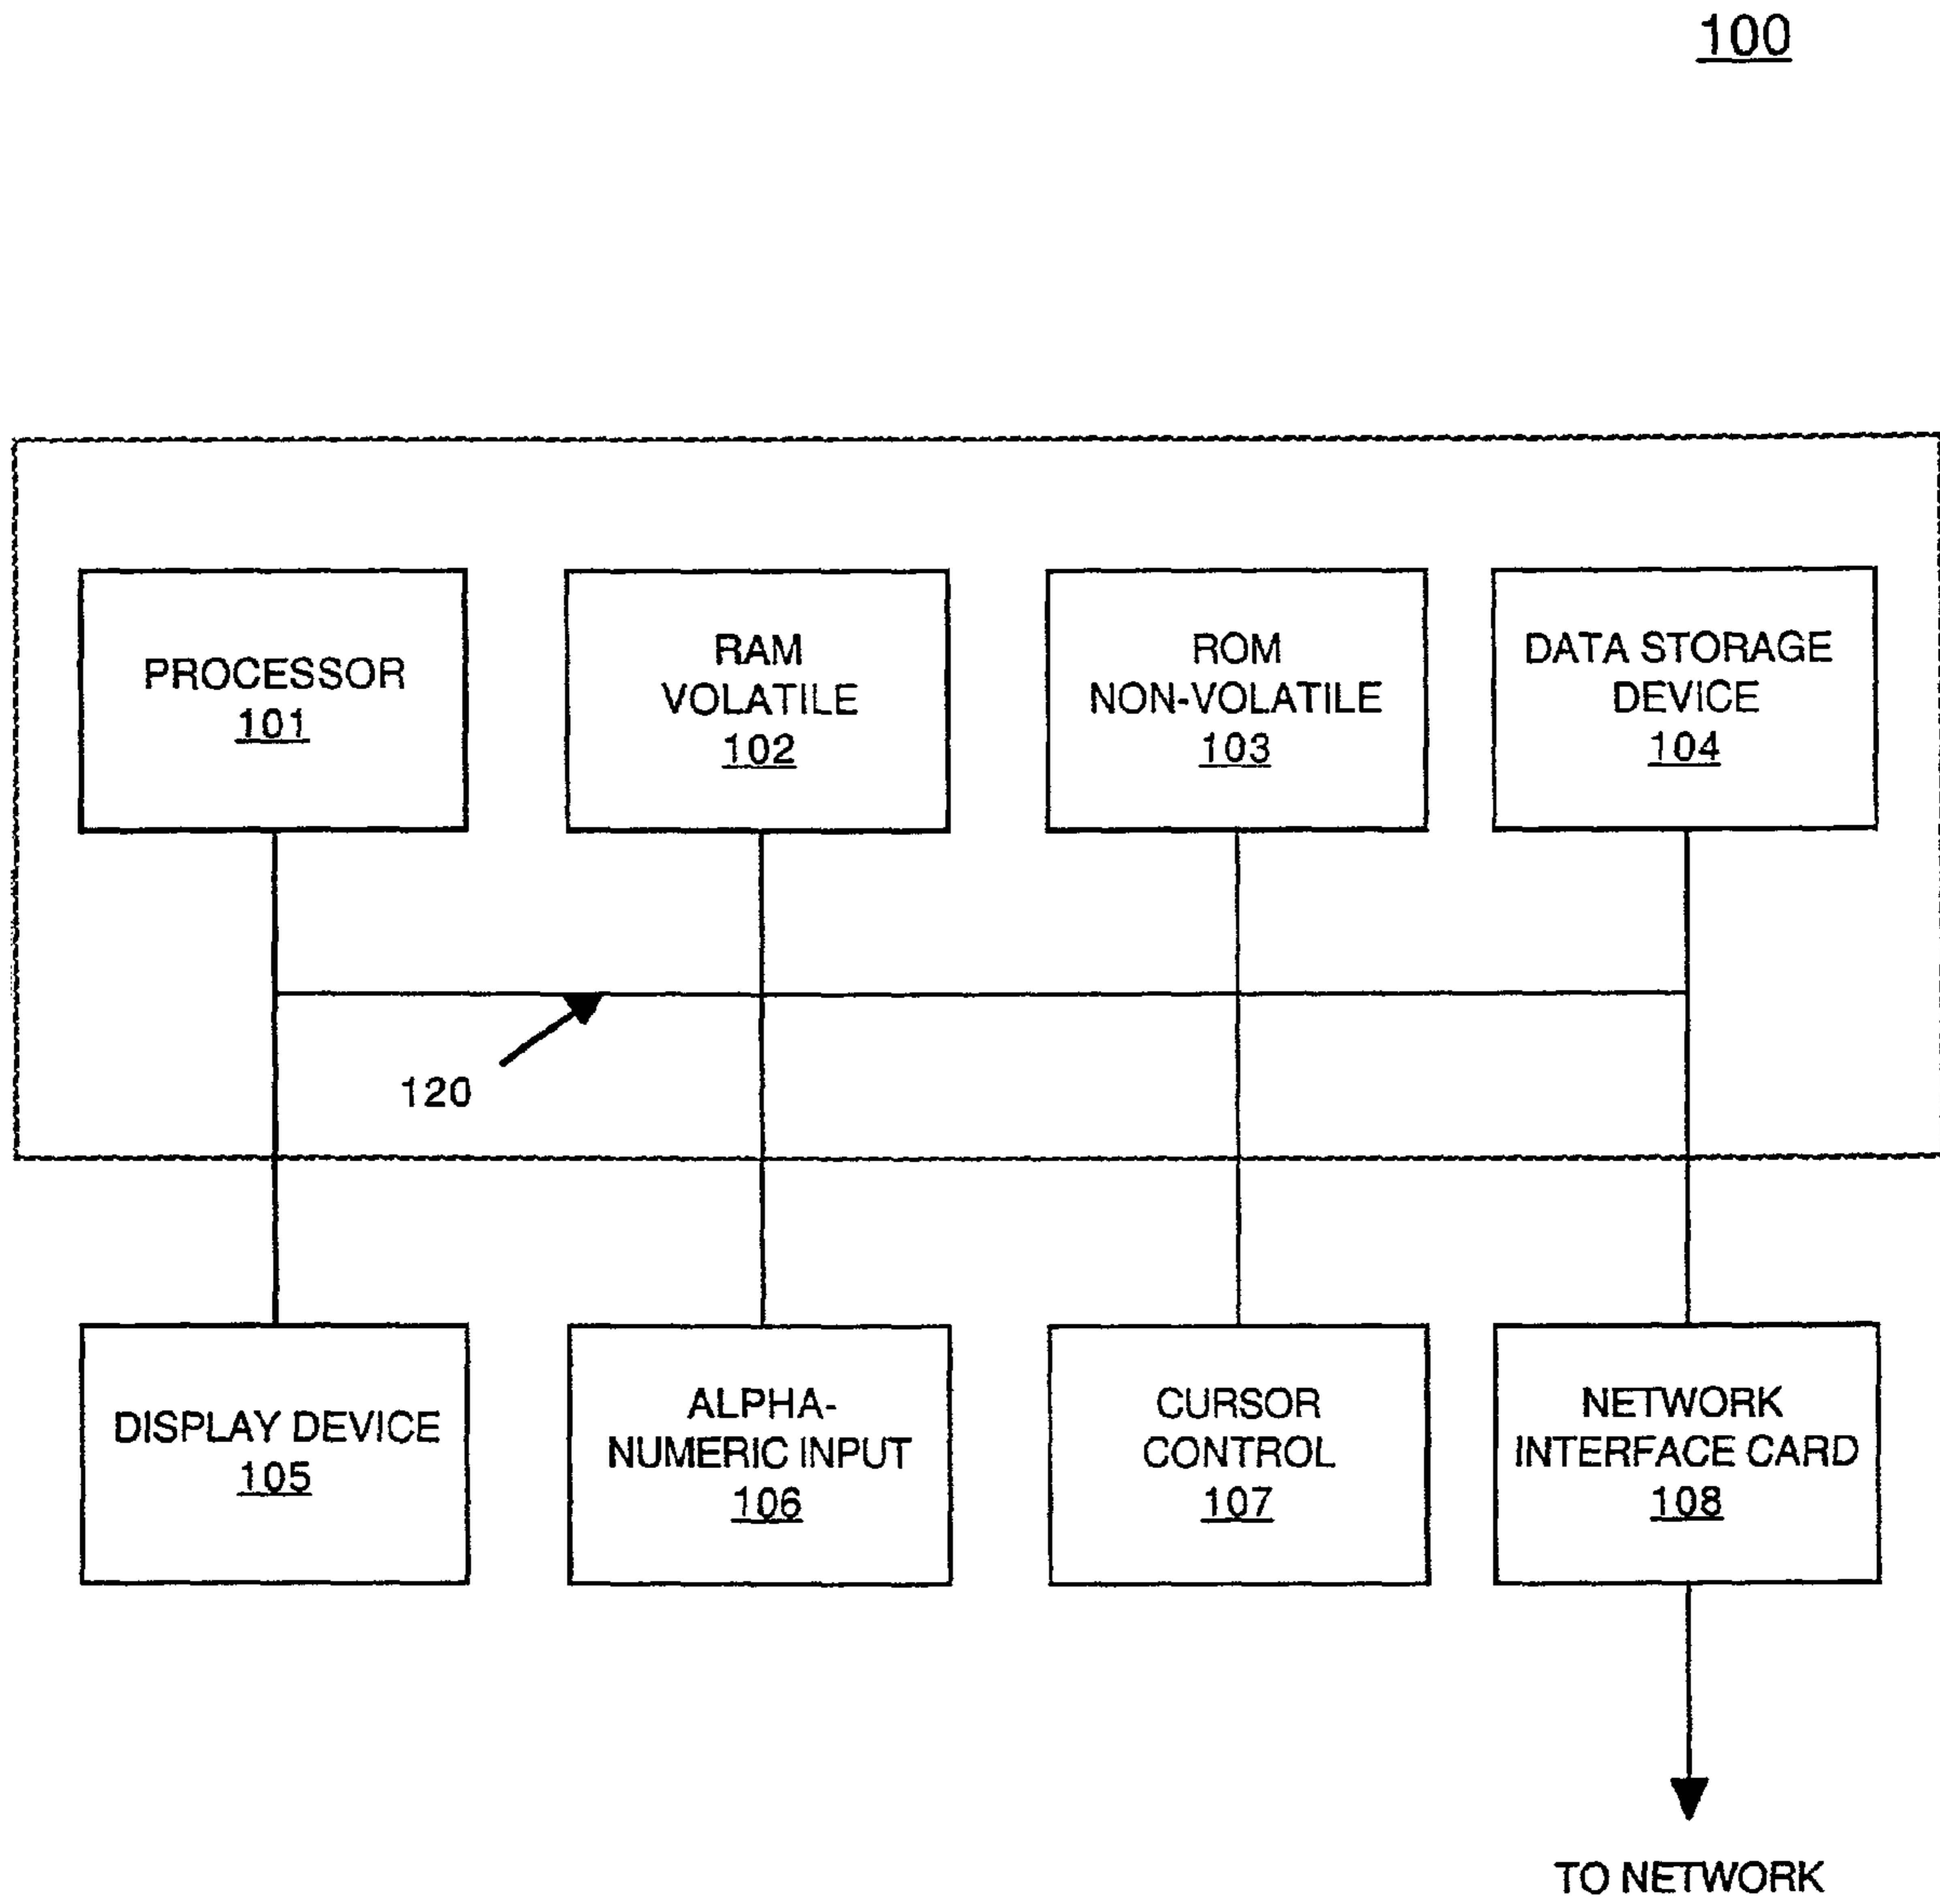 100
PROCESSOR
101
RAM
VOLATILE
102
ROM
NON-VOLATILE
103
DATA STORAGE
DEVICE
104
120
DISPLAY DEVICE
105
ALPHA-
NUMERIC INPUT
106
CURSOR
CONTROL
107
NETWORK
INTERFACE CARD
108
TO NETWORK